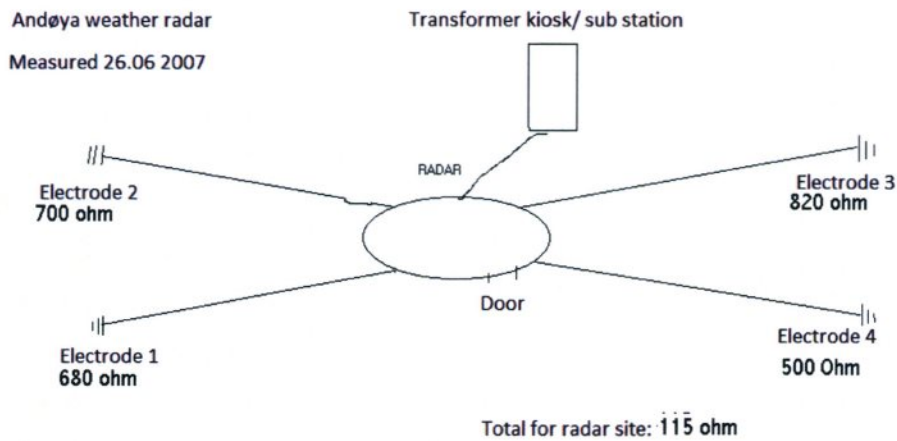 Andøya weather radar
Transformer kiosk/ sub station
Measured 26.06 2007
RADAR
Electrode 2
700 ohm
Electrode 3
820 ohm
Door
Electrode 1
680 ohm
Electrode 4
500 Ohm
Total for radar site: 115 ohm